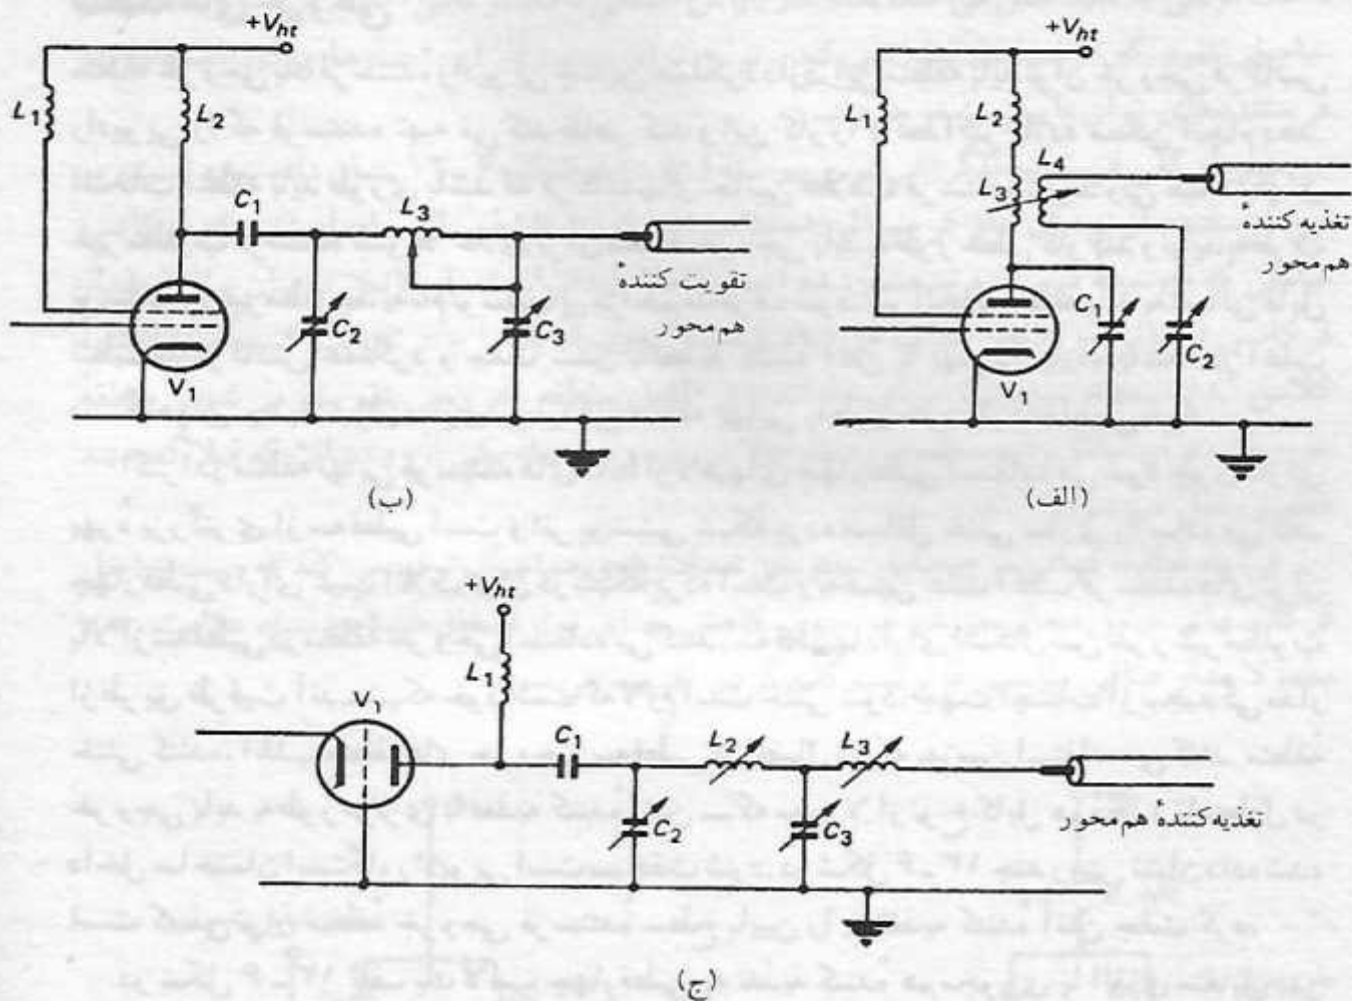 +Vht
L1
L2
C1
L3
C2
C3
V1
تقویت کنندهٔ
هم محور
(ب)
+Vht
L1
L2
L3
L4
C1
C2
V1
تغذیه کنندهٔ
هم محور
(الف)
+Vht
L1
V1
C1
L2
L3
C2
C3
تغذیه کنندهٔ هم محور
(ج)